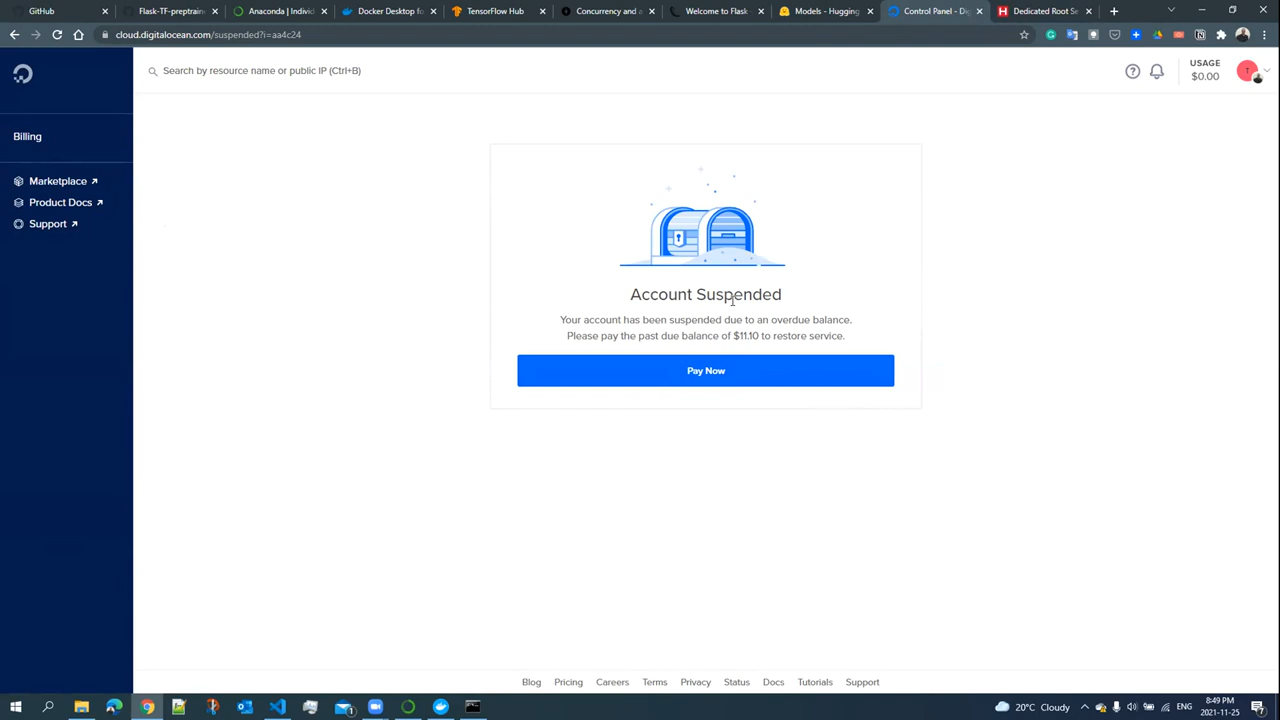 Github
Flask-TF-preptrained
Anaconda | Individ
Docker Desktop fo
TensorFlow Hub
Concurrency and a
Welcome to Flask
Models - Hugging
Control Panel - Dig
Dedicated Root Se
cloud.digitalocean.com/suspended?i=aa4c24
Search by resource name or public IP (Ctrl+B)
USAGE
$0.00
T
Billing
Marketplace
Product Docs
Support
Account Suspended
Your account has been suspended due to an overdue balance.
Please pay the past due balance of $11.10 to restore service.
Pay Now
Blog Pricing Careers Terms Privacy Status Docs Tutorials Support
20°C Cloudy
ENG
8:49 PM
2021-11-25